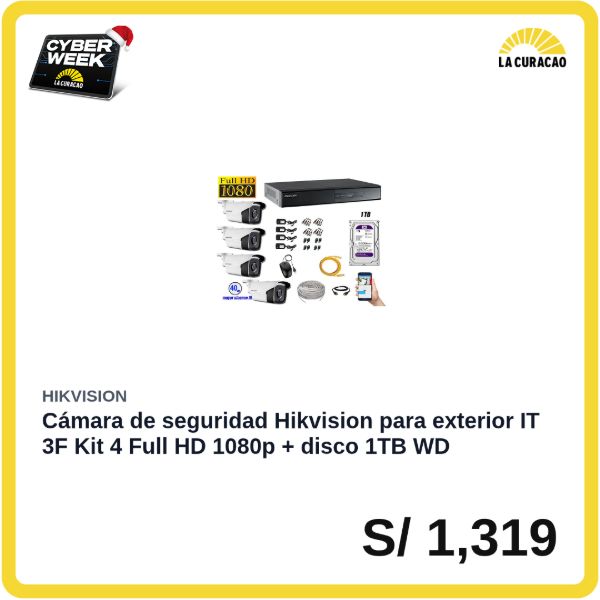 CYBER
WEEK
LA CURACAO
LA CURACAO
Full HD
1080
1TB
40
HIKVISION
Cámara de seguridad Hikvision para exterior IT
3F Kit 4 Full HD 1080p + disco 1TB WD
S/ 1,319